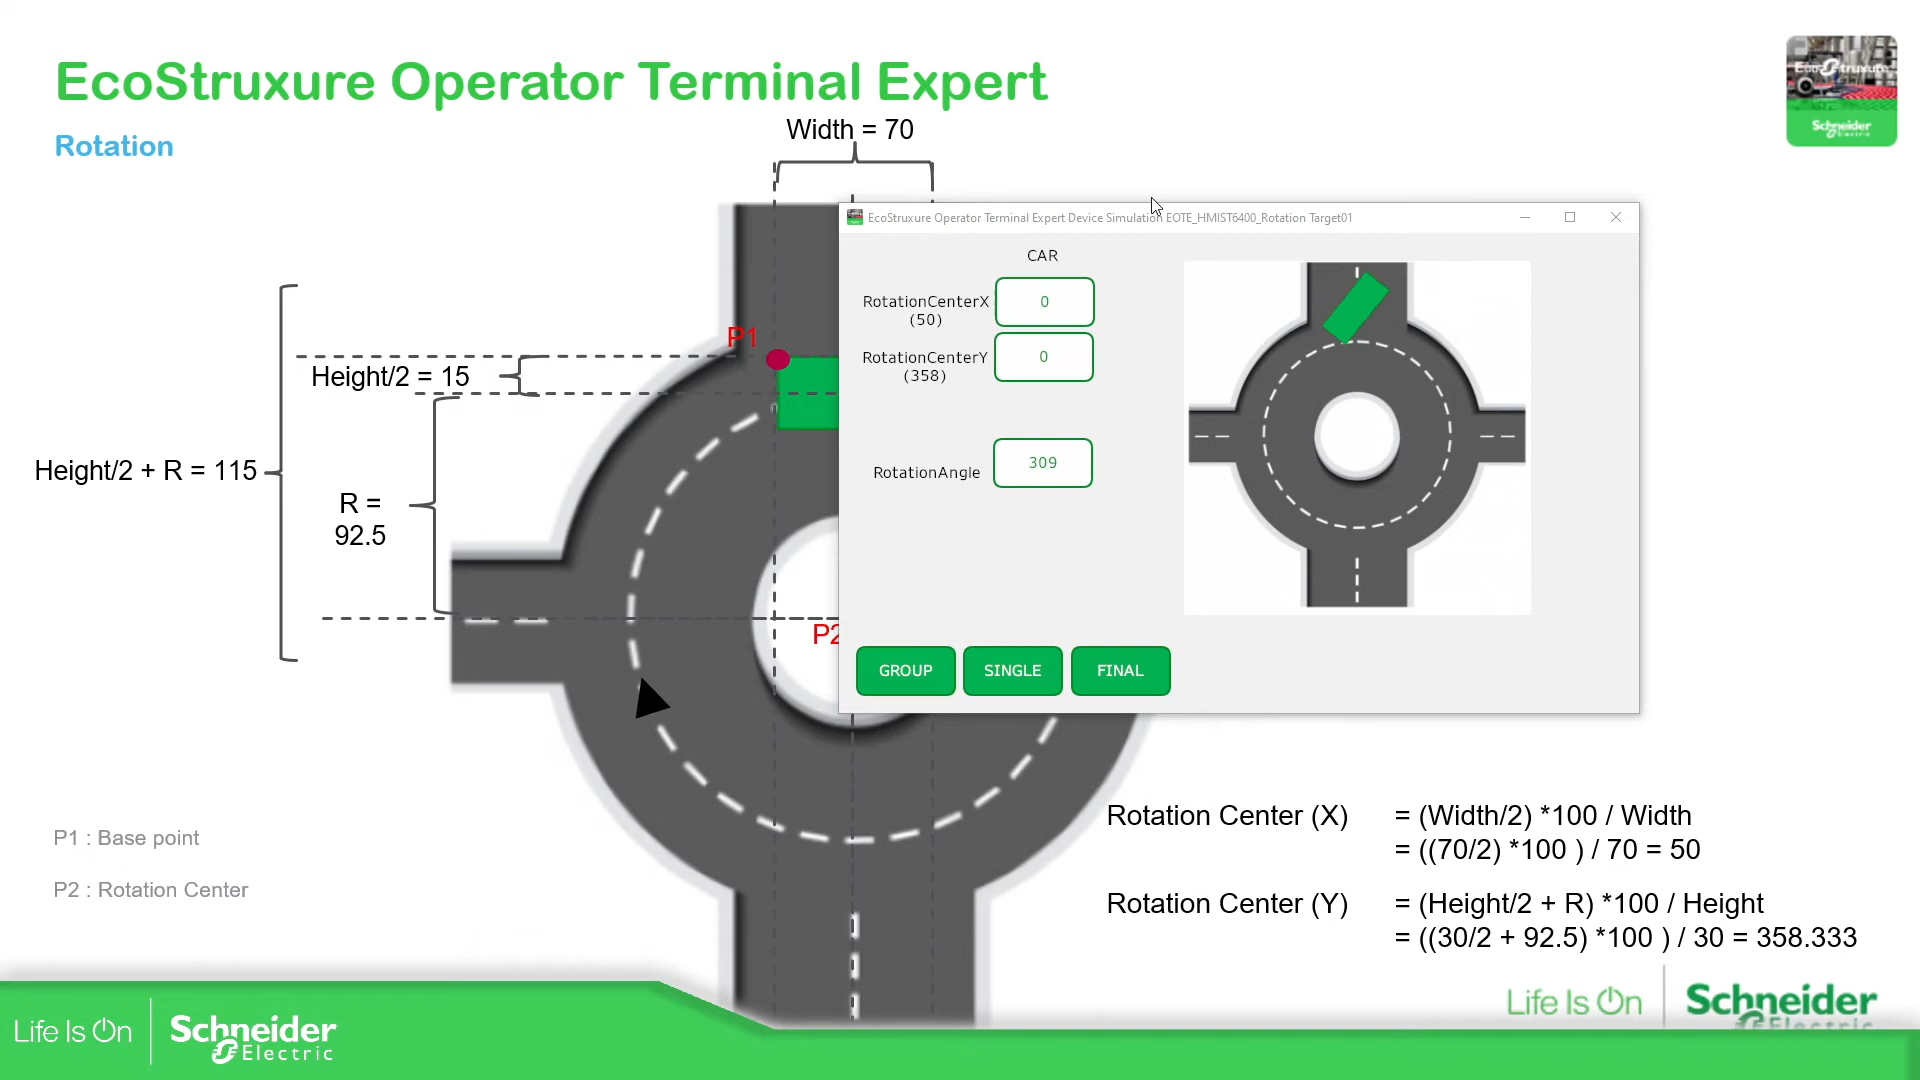 EcoStruxure Operator Terminal Expert
Rotation
Width = 70
EcoStruxure
Schneider
Electric
EcoStruxure Operator Terminal Expert Device Simulation EOTE_HMIST6400_Rotation Target01
CAR
RotationCenterX
(50)
0
RotationCenterY
(358)
0
RotationAngle
309
GROUP
SINGLE
FINAL
P1
Height/2 = 15
Height/2 + R = 115
R =
92.5
P2
P1 : Base point
P2 : Rotation Center
Rotation Center (X) = (Width/2) *100 / Width
= ((70/2) *100 ) / 70 = 50
Rotation Center (Y) = (Height/2 + R) *100 / Height
= ((30/2 + 92.5) *100 ) / 30 = 358.333
Life Is On
Schneider
Electric
Life Is On
Schneider
Electric